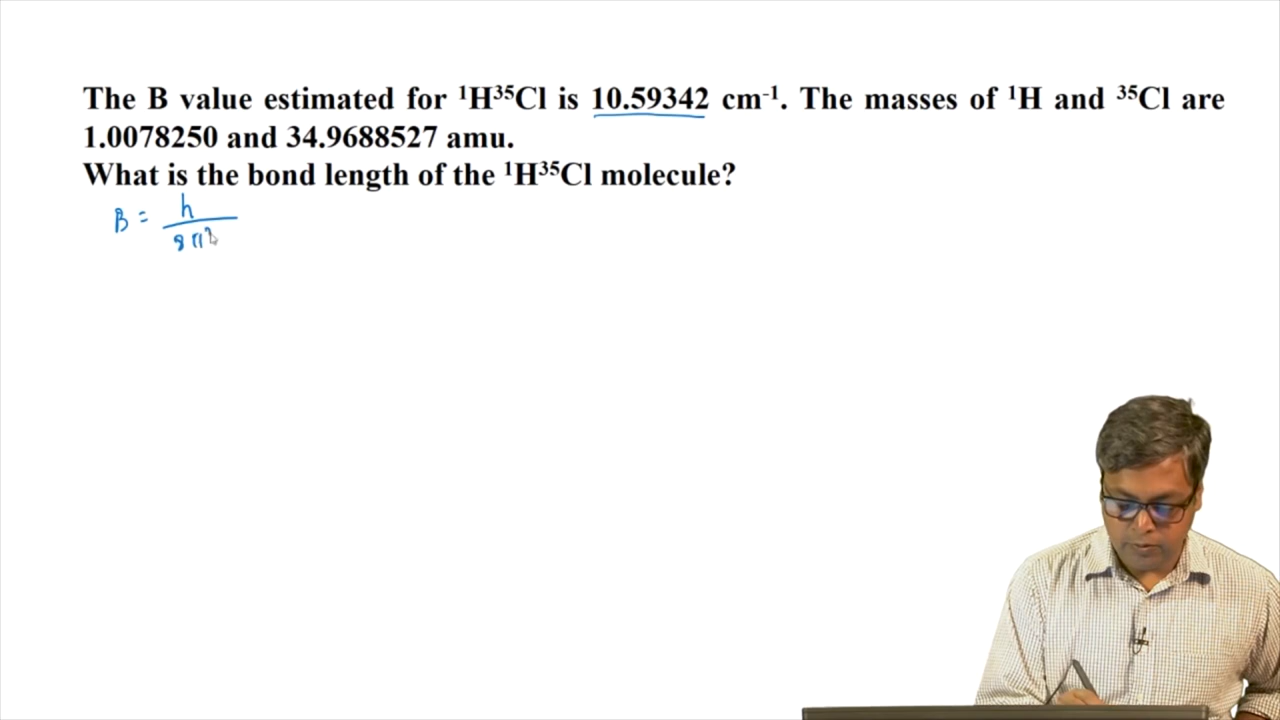 The B value estimated for ¹H³⁵Cl is 10.59342 cm⁻¹. The masses of ¹H and ³⁵Cl are
1.0078250 and 34.9688527 amu.
What is the bond length of the ¹H³⁵Cl molecule?
B = h
8π²